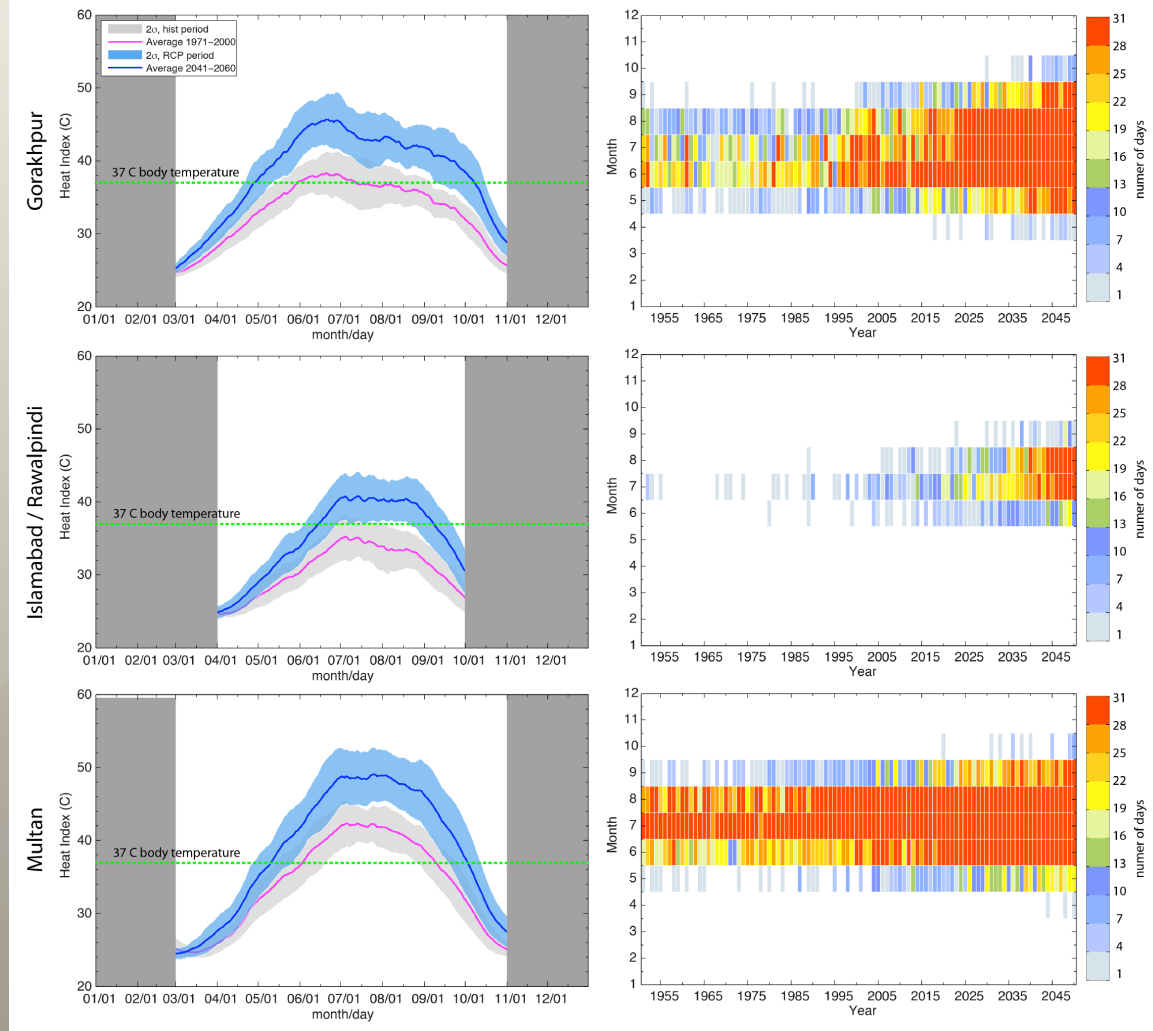 Gorakhpur
Heat Index (C)
60
50
40
30
20
2σ, hist period
Average 1971−2000
2σ, RCP period
Average 2041−2060
37 C body temperature
01/01 02/01 03/01 04/01 05/01 06/01 07/01 08/01 09/01 10/01 11/01 12/01
month/day
Month
12
11
10
9
8
7
6
5
4
3
2
1
1955 1965 1975 1985 1995 2005 2015 2025 2035 2045
Year
31
28
25
22
19
16
13
10
7
4
1
numer of days
Islamabad / Rawalpindi
Heat Index (C)
60
50
40
30
20
37 C body temperature
01/01 02/01 03/01 04/01 05/01 06/01 07/01 08/01 09/01 10/01 11/01 12/01
month/day
Month
12
11
10
9
8
7
6
5
4
3
2
1
1955 1965 1975 1985 1995 2005 2015 2025 2035 2045
Year
31
28
25
22
19
16
13
10
7
4
1
numer of days
Multan
Heat Index (C)
60
50
40
30
20
37 C body temperature
01/01 02/01 03/01 04/01 05/01 06/01 07/01 08/01 09/01 10/01 11/01 12/01
month/day
Month
12
11
10
9
8
7
6
5
4
3
2
1
1955 1965 1975 1985 1995 2005 2015 2025 2035 2045
Year
31
28
25
22
19
16
13
10
7
4
1
numer of days